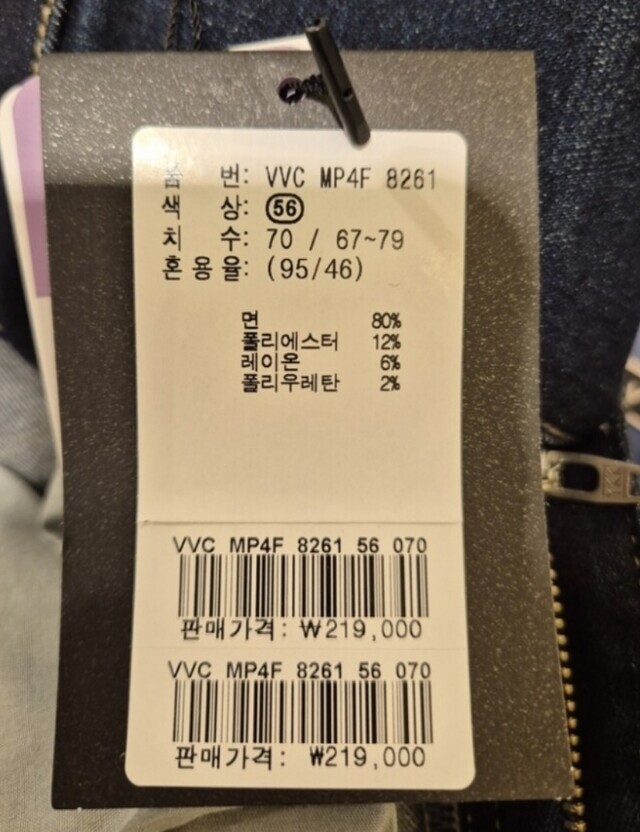 품 번: VVC MP4F 8261
색 상: 56
치 수: 70 / 67~79
혼용율: (95/46)
면 80%
폴리에스터 12%
레이온 6%
폴리우레탄 2%
VVC MP4F 8261 56 070
판매가격: ₩219,000
VVC MP4F 8261 56 070
판매가격: ₩219,000